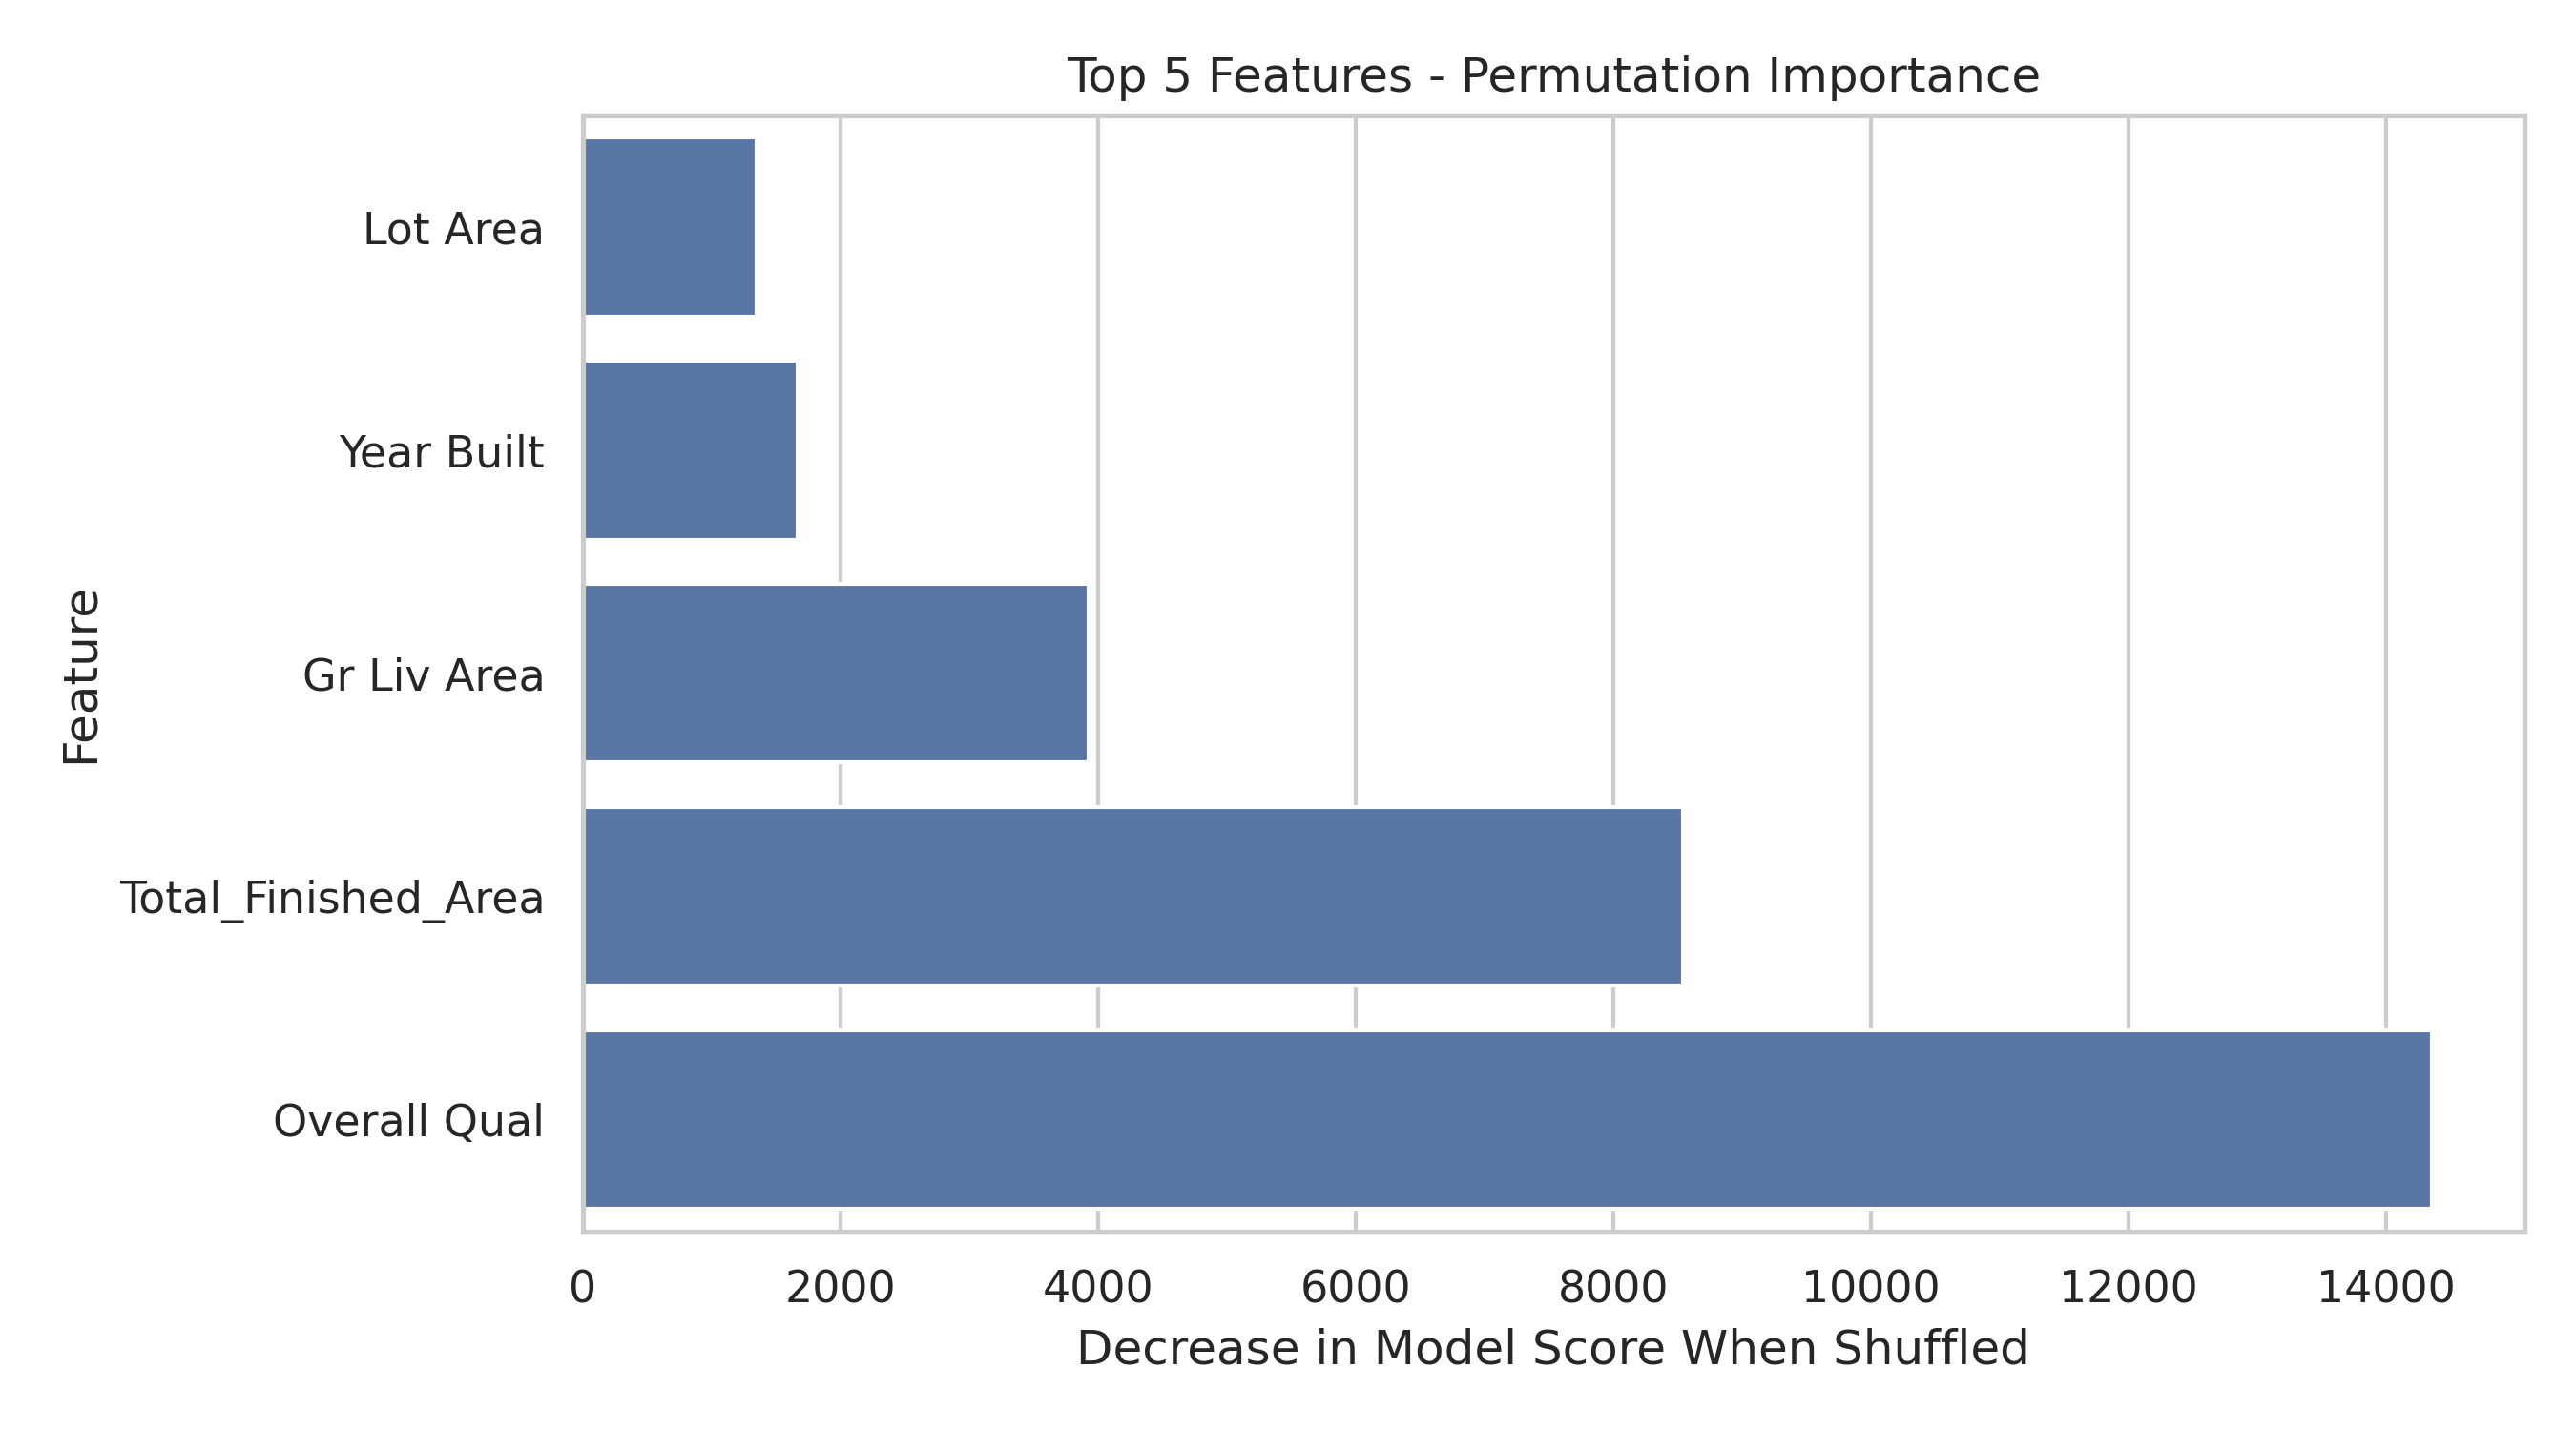 Top 5 Features - Permutation Importance
Lot Area
Year Built
Gr Liv Area
Total_Finished_Area
Overall Qual
Feature
0 2000 4000 6000 8000 10000 12000 14000
Decrease in Model Score When Shuffled